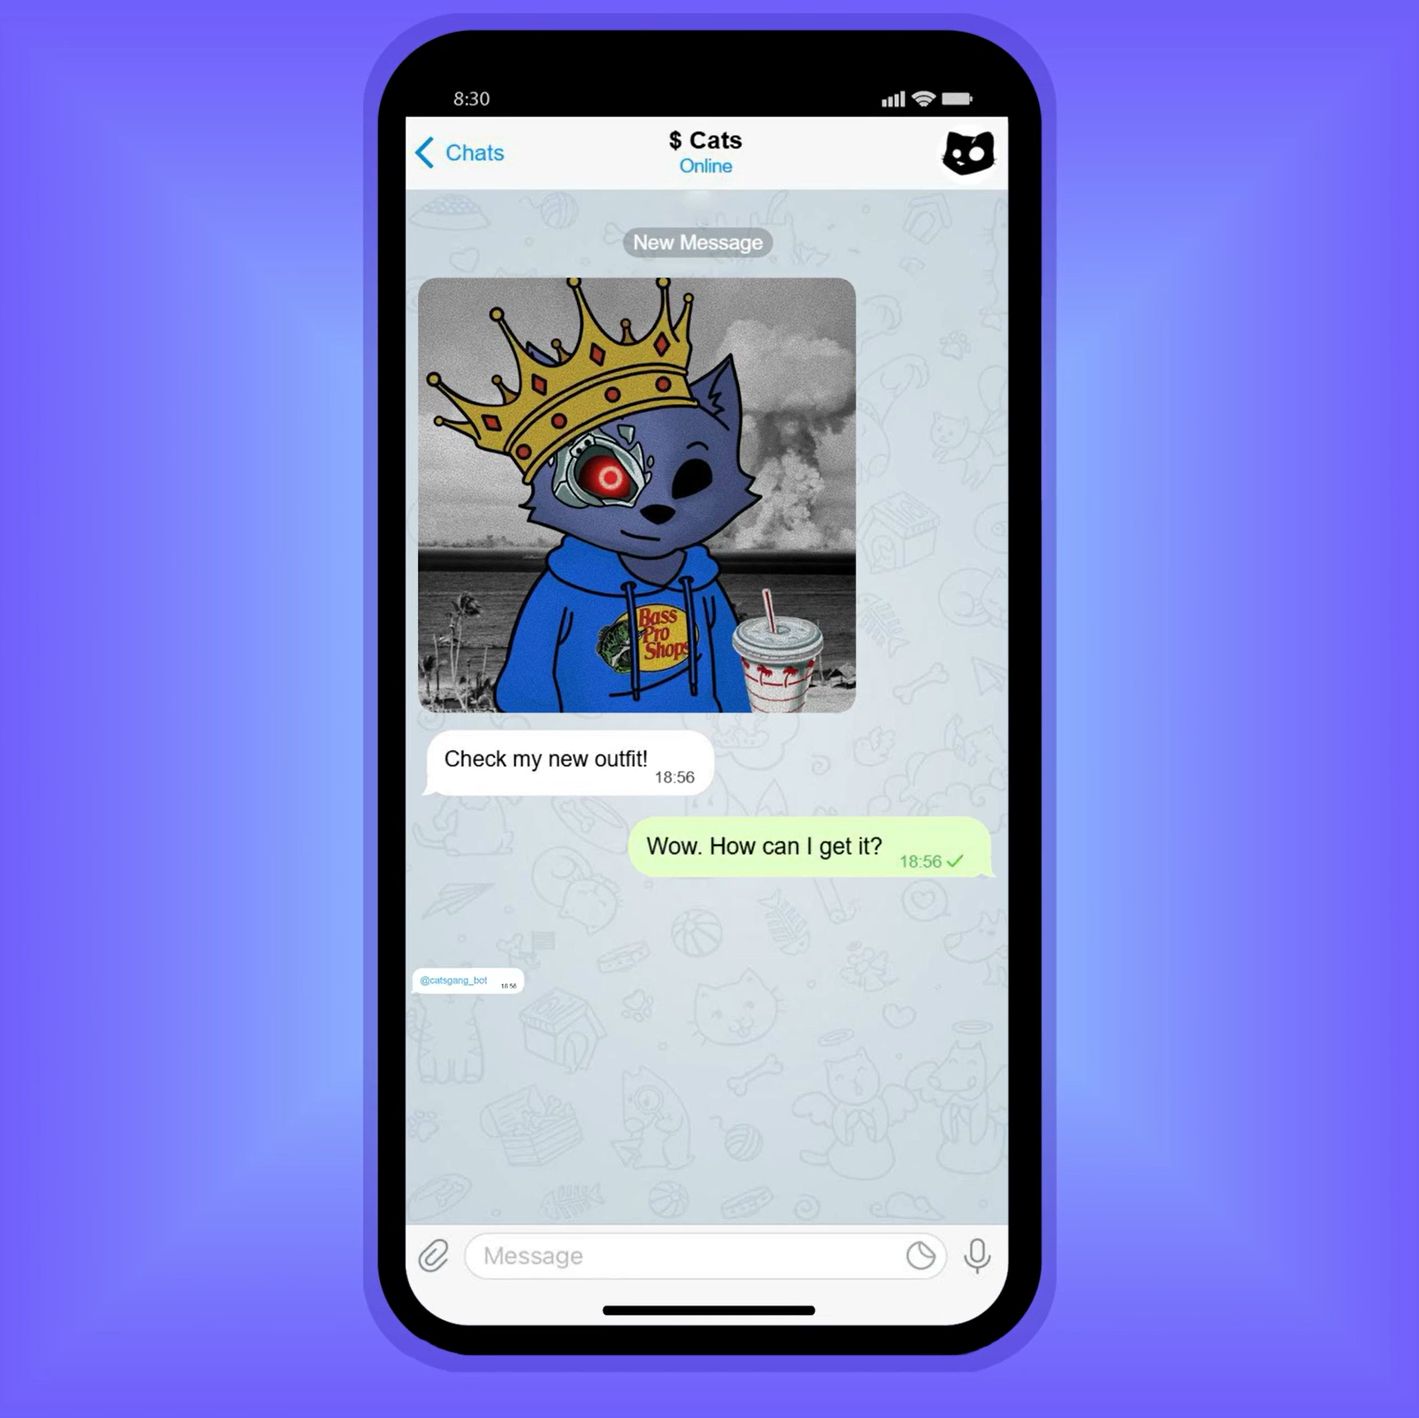 8:30
Chats
$ Cats
Online
New Message
Bass
Pro
Shops
Check my new outfit!
18:56
Wow. How can I get it?
18:56
@catsgang_bot
18:56
Message